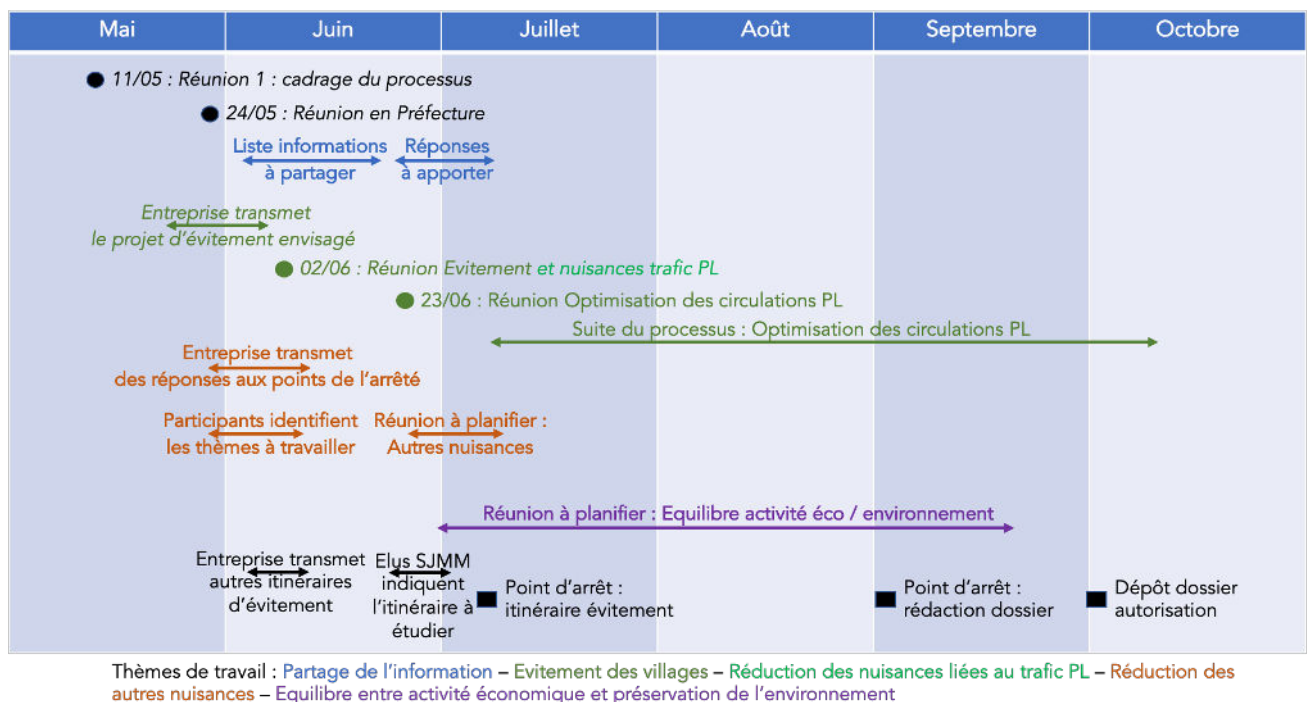 Mai Juin Juillet Août Septembre Octobre
11/05 : Réunion 1 : cadrage du processus
24/05 : Réunion en Préfecture
Liste informations
à partager
Réponses
à apporter
Entreprise transmet
le projet d'évitement envisagé
02/06 : Réunion Evitement et nuisances trafic PL
23/06 : Réunion Optimisation des circulations PL
Suite du processus : Optimisation des circulations PL
Entreprise transmet
des réponses aux points de l'arrêté
Participants identifient
les thèmes à travailler
Réunion à planifier :
Autres nuisances
Réunion à planifier : Equilibre activité éco / environnement
Entreprise transmet
autres itinéraires
d'évitement
Elus SJMM
indiquent
l'itinéraire à
étudier
Point d'arrêt :
itinéraire évitement
Point d'arrêt :
rédaction dossier
Dépôt dossier
autorisation
Thèmes de travail : Partage de l'information – Evitement des villages – Réduction des nuisances liées au trafic PL – Réduction des
autres nuisances – Equilibre entre activité économique et préservation de l'environnement